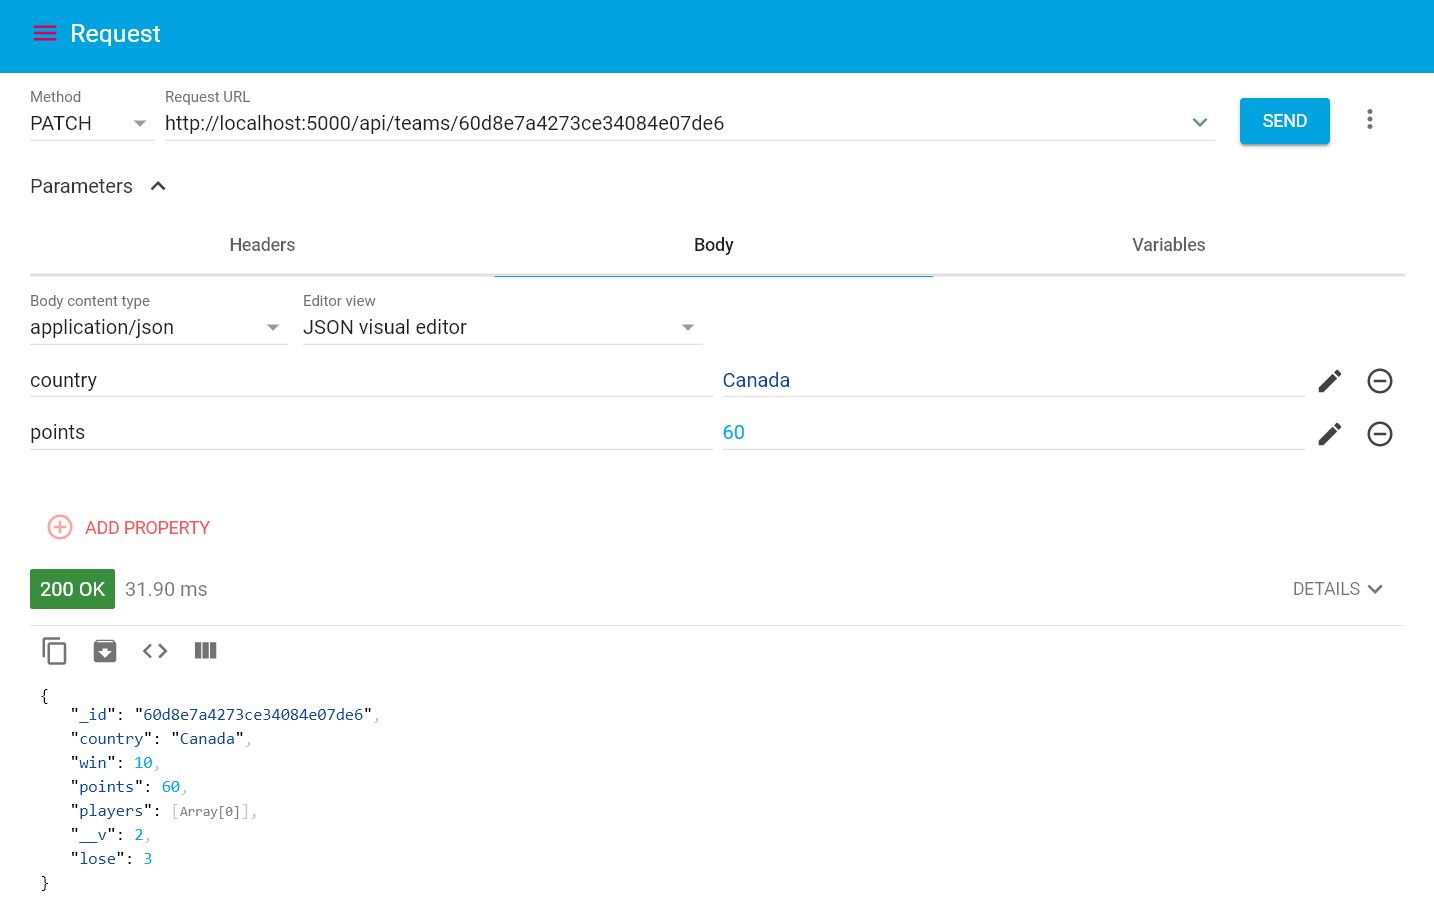 Request
Method
Request URL
PATCH
http://localhost:5000/api/teams/60d8e7a4273ce34084e07de6
SEND
Parameters
Headers
Body
Variables
Body content type
Editor view
application/json
JSON visual editor
country
Canada
points
60
ADD PROPERTY
200 OK
31.90 ms
DETAILS
{
"_id": "60d8e7a4273ce34084e07de6",
"country": "Canada",
"win": 10,
"points": 60,
"players": [Array[0]],
"__v": 2,
"lose": 3
}